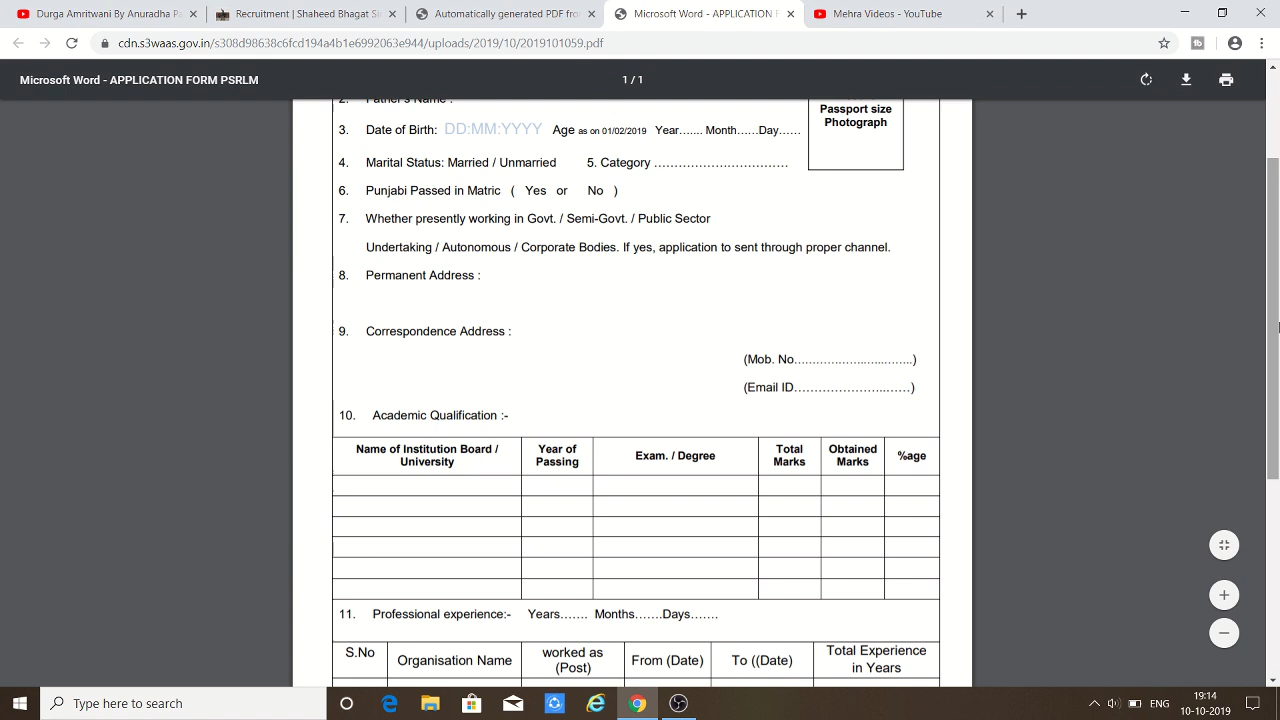 Durga Amritwani By Anuradha Pa
Recruitment | Shaheed Bhagat Si
Automatically generated PDF from
Microsoft Word - APPLICATION F
Mehra Videos - YouTube
cdn.s3waas.gov.in/s308d98638c6fcd194a4b1e6992063e944/uploads/2019/10/2019101059.pdf
Microsoft Word - APPLICATION FORM PSRLM
1 / 1
2. Father's Name :
Passport size
Photograph
3. Date of Birth: DD:MM:YYYY Age as on 01/02/2019 Year....... Month......Day......
4. Marital Status: Married / Unmarried 5. Category ................................
6. Punjabi Passed in Matric ( Yes or No )
7. Whether presently working in Govt. / Semi-Govt. / Public Sector
Undertaking / Autonomous / Corporate Bodies. If yes, application to sent through proper channel.
8. Permanent Address :
9. Correspondence Address :
(Mob. No............................)
(Email ID............................)
10. Academic Qualification :-
Name of Institution Board / University
Year of Passing
Exam. / Degree
Total Marks
Obtained Marks
%age
11. Professional experience:- Years....... Months.......Days.......
S.No
Organisation Name
worked as (Post)
From (Date)
To ((Date)
Total Experience in Years
Type here to search
ENG
19:14
10-10-2019